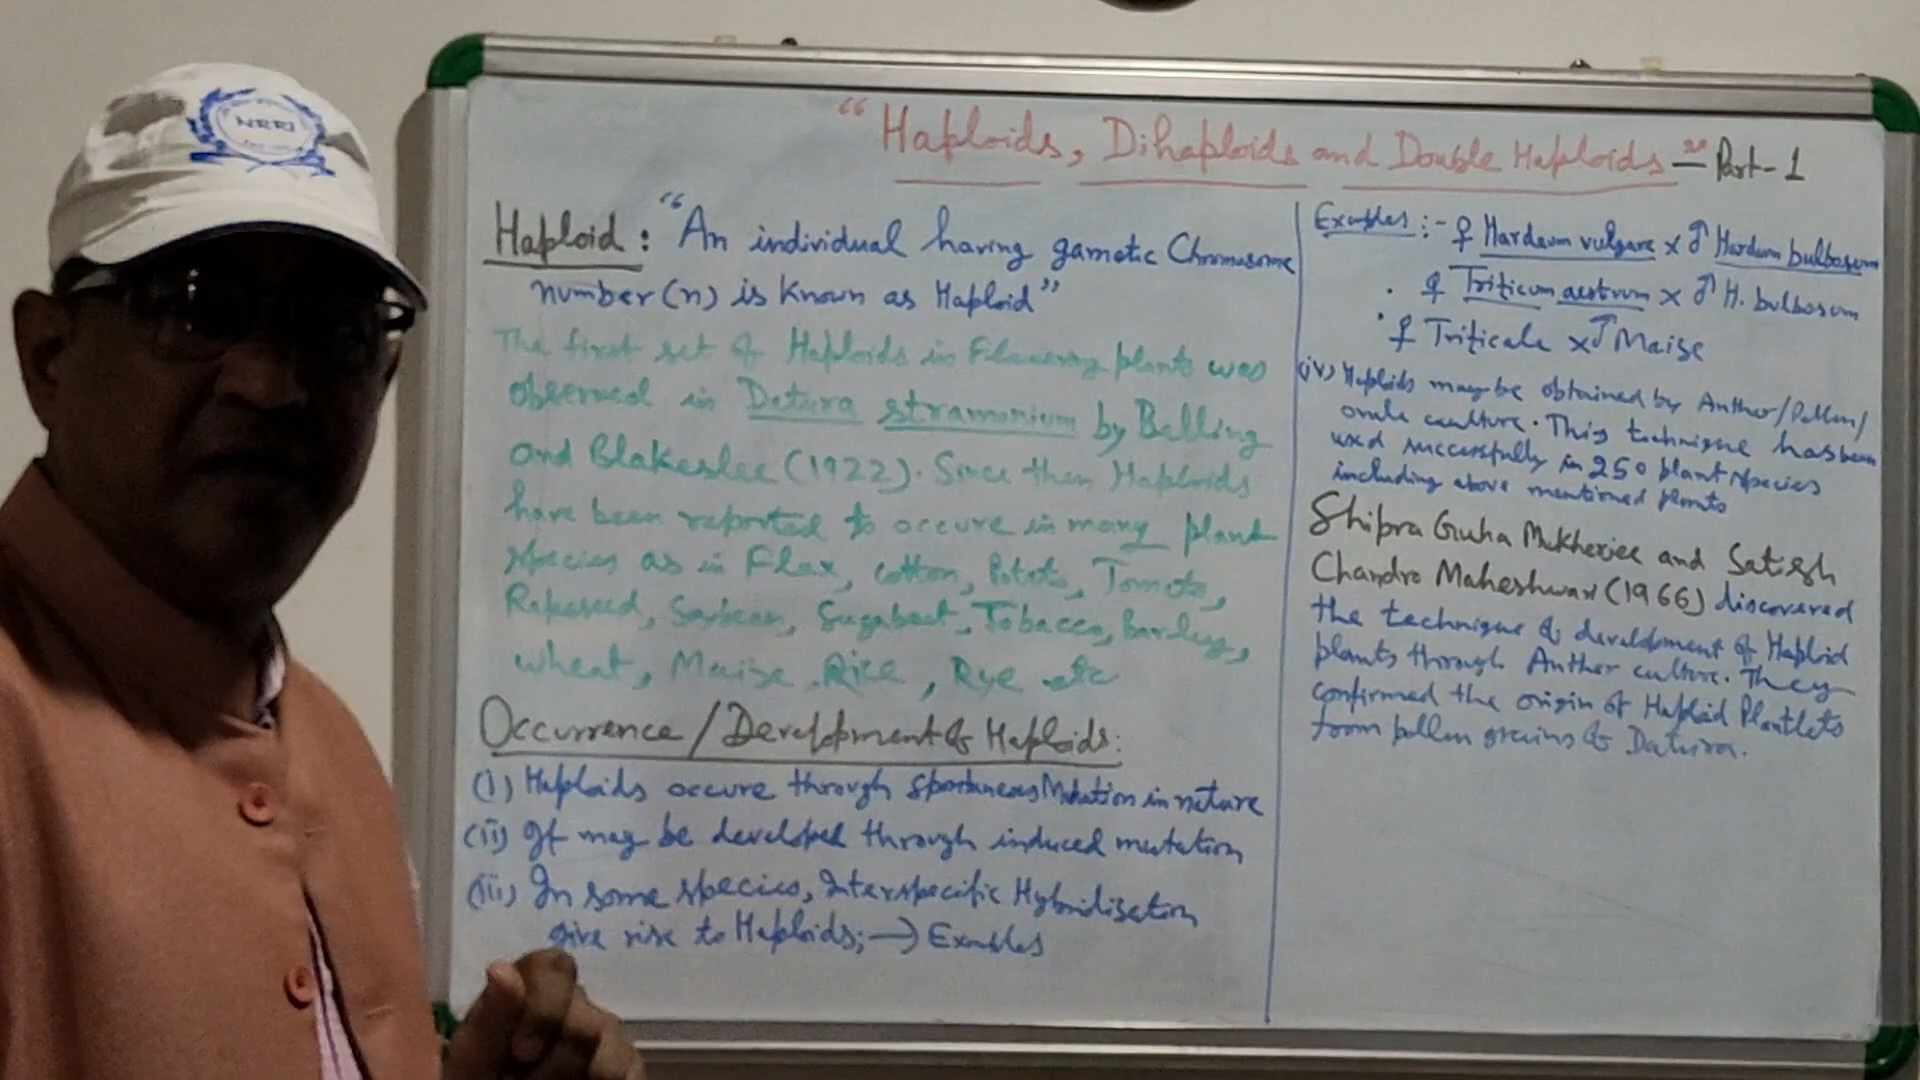 NRRI
"Haploids, Dihaploids and Double Haploids" - Part-1
Haploid: "An individual having gametic Chromosome
number (n) is known as Haploid"
The first set of Haploids in Flowering plants was
observed in Datura stramonium by Belling
and Blakeslee (1922). Since then Haploids
have been reported to occure in many plant
species as in Flax, Cotton, Potato, Tomato,
Rapeseed, Soybean, Sugabeet, Tobacco, Barley,
wheat, Maize, Rice, Rye etc
Occurrence / Development of Haploids:
(i) Haploids occure through spontaneous Mutation in nature
(ii) It may be developed through induced mutation
(iii) In some species, Interspecific Hybridisation
give rise to Haploids; → Examples
Examples :- ♀ Hardeum vulgare x ♂ Hardeum bulbosum
. ♀ Triticum aestivum x ♂ H. bulbosum
. ♀ Triticale x ♂ Maize
(iv) Haploids may be obtained by Anther/Pollen/
ovule caulture. This technique has been
used successfully in 250 plant species
including above mentioned plants
Shipra Guha Mukherjee and Satish
Chandra Maheshwari (1966) discovered
the technique of development of Haploid
plants through Anther culture. They
confirmed the origin of Haploid Plantlets
from pollen grains of Datura.